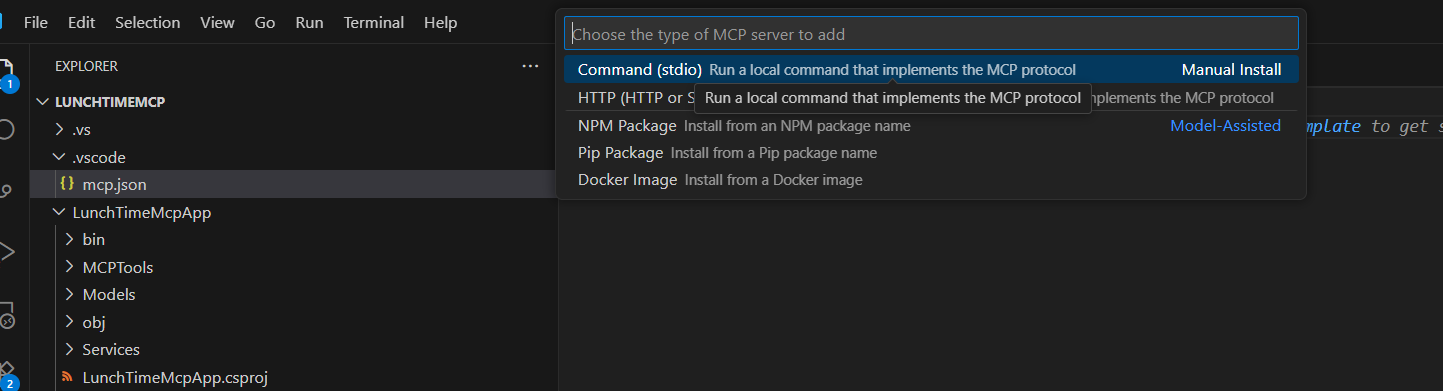 File Edit Selection View Go Run Terminal Help
Choose the type of MCP server to add
Command (stdio) Run a local command that implements the MCP protocol Manual Install
HTTP (HTTP or S
Run a local command that implements the MCP protocol
plements the MCP protocol
NPM Package Install from an NPM package name Model-Assisted
mplate to get s
Pip Package Install from a Pip package name
Docker Image Install from a Docker image
1
EXPLORER
LUNCHTIMEMCP
.vs
.vscode
{} mcp.json
LunchTimeMcpApp
bin
MCPTools
Models
obj
Services
LunchTimeMcpApp.csproj
2